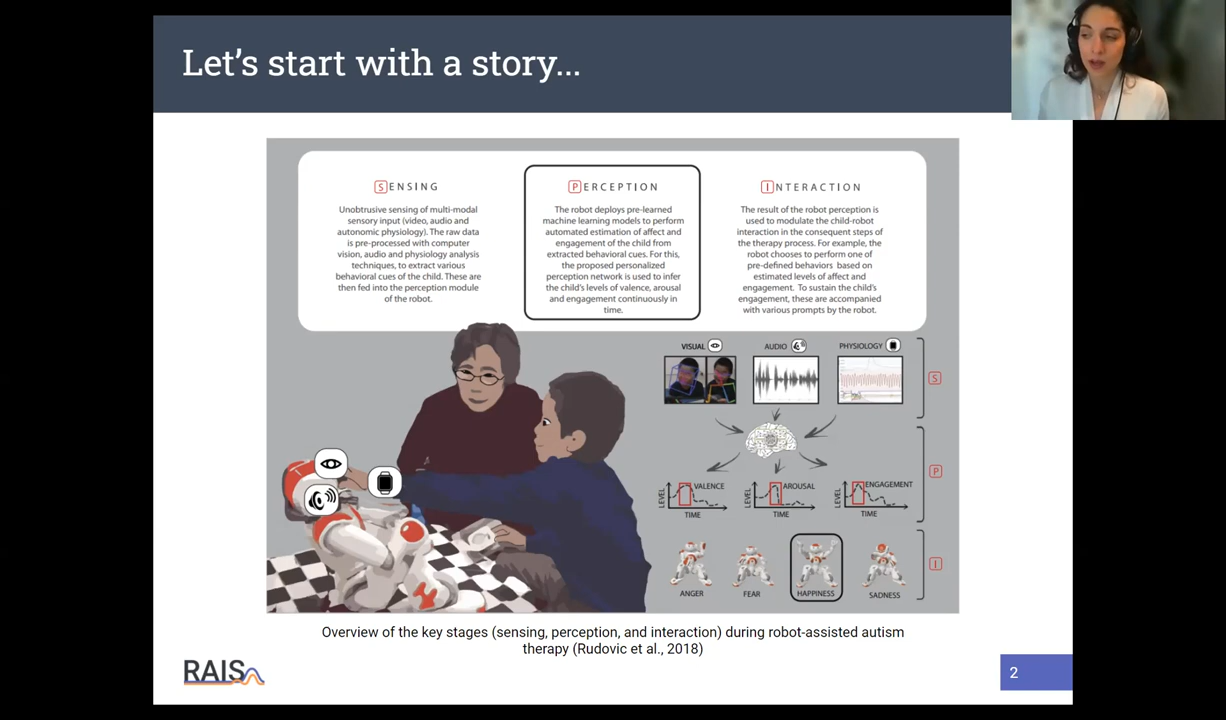 Let's start with a story...
SENSING
Unobtrusive sensing of multi-modal
sensory input (video, audio and
autonomic physiology). The raw data
is pre-processed with computer
vision, audio and physiology analysis
techniques, to extract various
behavioral cues of the child. These are
then fed into the perception module
of the robot.
PERCEPTION
The robot deploys pre-learned
machine learning models to perform
automated estimation of affect and
engagement of the child from
extracted behavioral cues. For this,
the proposed personalized
perception network is used to infer
the child's levels of valence, arousal
and engagement continuously in
time.
INTERACTION
The result of the robot perception is
used to modulate the child-robot
interaction in the consequent steps of
the therapy process. For example, the
robot chooses to perform one of
pre-defined behaviors based on
estimated levels of affect and
engagement. To sustain the child's
engagement, these are accompanied
with various prompts by the robot.
VISUAL
AUDIO
PHYSIOLOGY
S
LEVEL
VALENCE
TIME
LEVEL
AROUSAL
TIME
LEVEL
ENGAGEMENT
TIME
P
ANGER
FEAR
HAPPINESS
SADNESS
I
Overview of the key stages (sensing, perception, and interaction) during robot-assisted autism
therapy (Rudovic et al., 2018)
RAIS
2